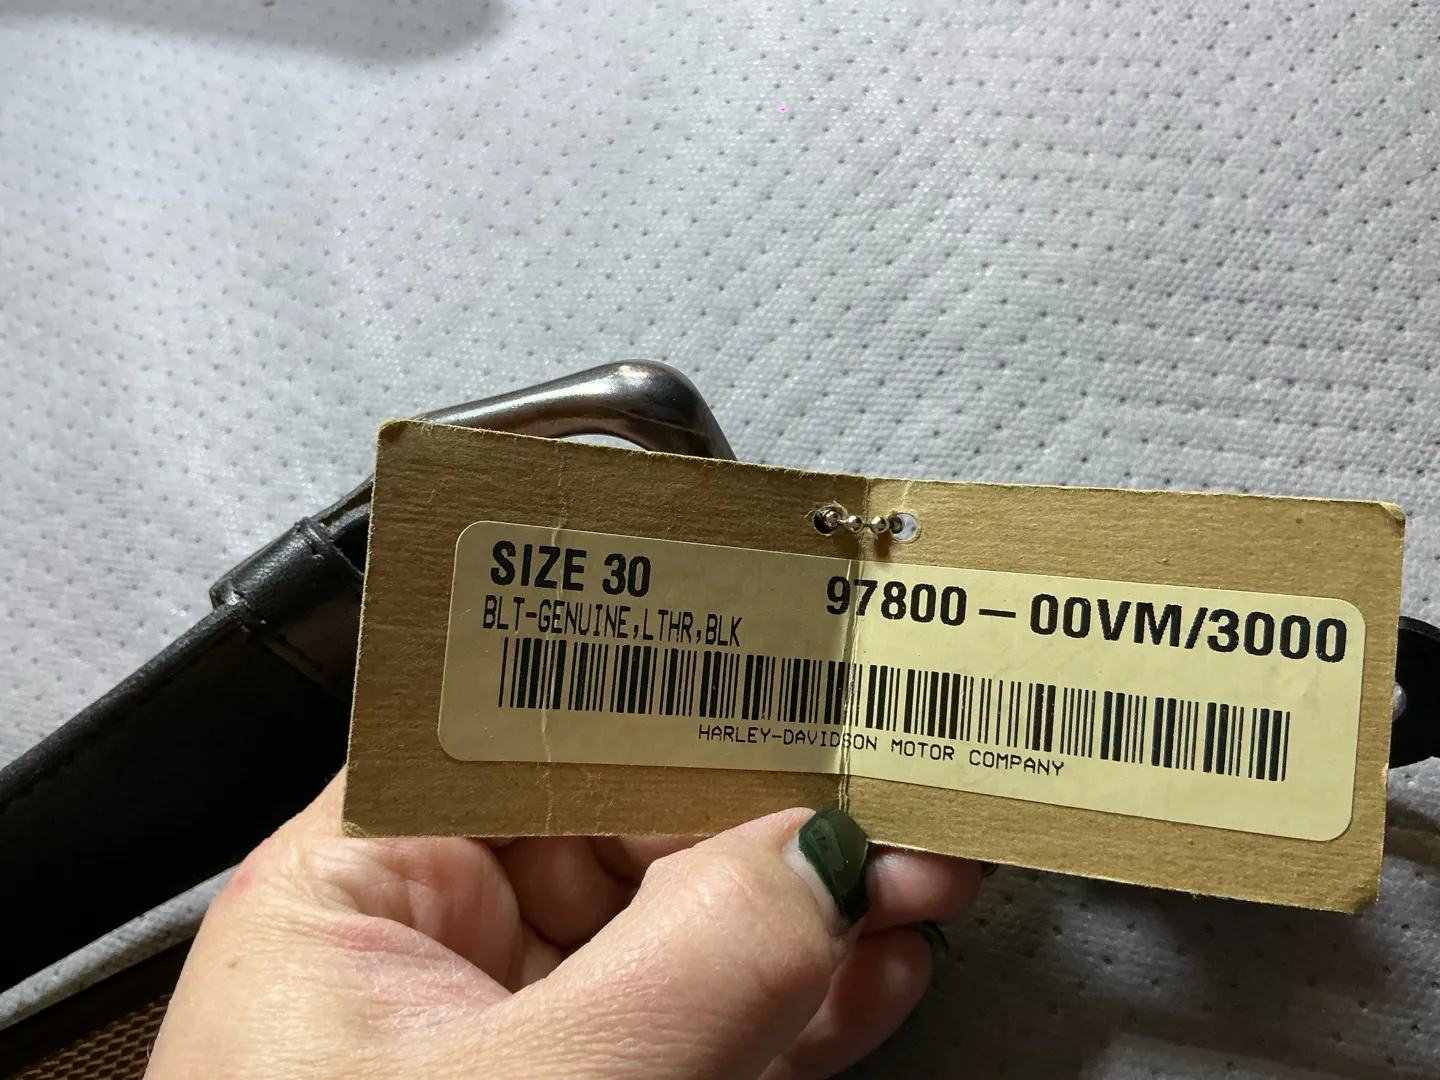 SIZE 30 97800-00VM/3000
BLT-GENUINE,LTHR,BLK
HARLEY-DAVIDSON MOTOR COMPANY